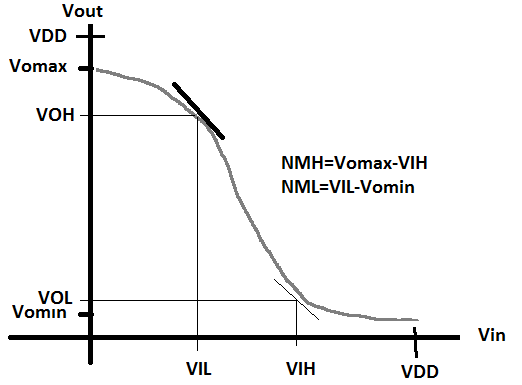 Vout
VDD
Vomax
VOH
NMH=Vomax-VIH
NML=VIL-Vomin
VOL
Vomin
Vin
VIL
VIH
VDD